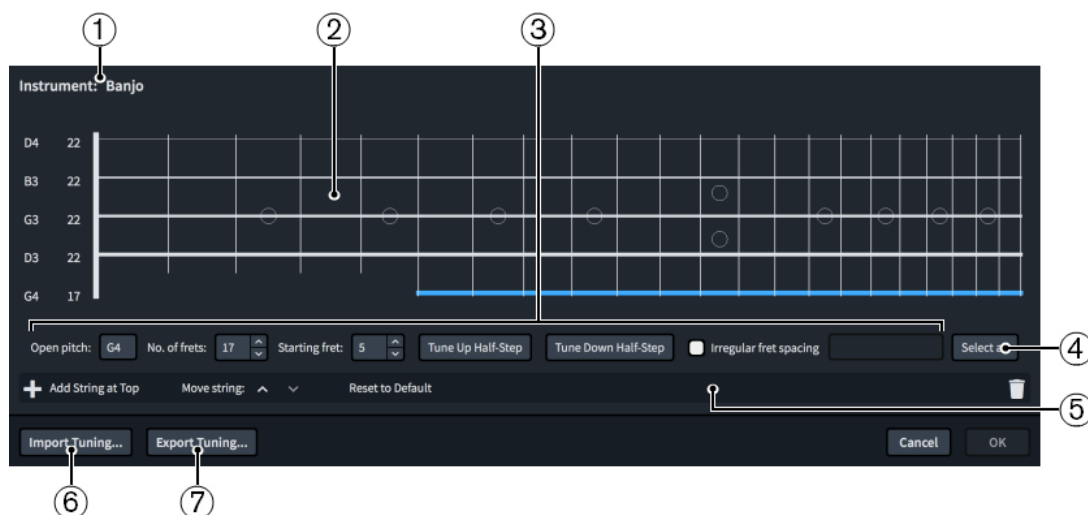 ① ② ③
Instrument: Banjo
D4 22
B3 22
G3 22
D3 22
G4 17
Open pitch: G4 No. of frets: 17 Starting fret: 5 Tune Up Half-Step Tune Down Half-Step Irregular fret spacing Select ④
Add String at Top Move string: Reset to Default
⑤
Import Tuning... Export Tuning... Cancel OK
⑥ ⑦